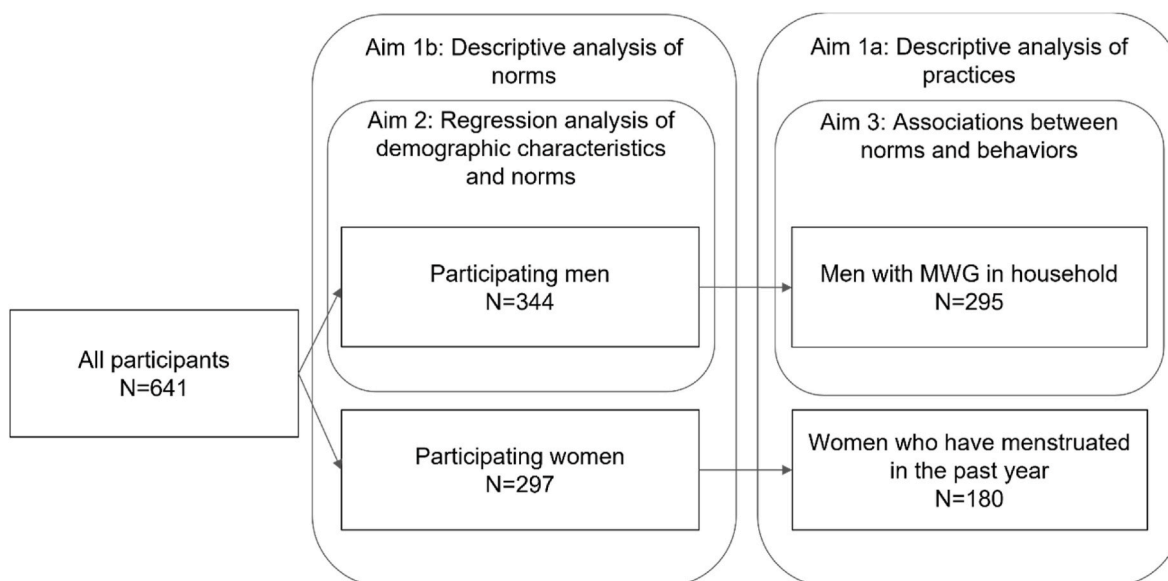 Aim 1b: Descriptive analysis of
norms
Aim 2: Regression analysis of
demographic characteristics
and norms
Participating men
N=344
Participating women
N=297
All participants
N=641
Aim 1a: Descriptive analysis of
practices
Aim 3: Associations between
norms and behaviors
Men with MWG in household
N=295
Women who have menstruated
in the past year
N=180